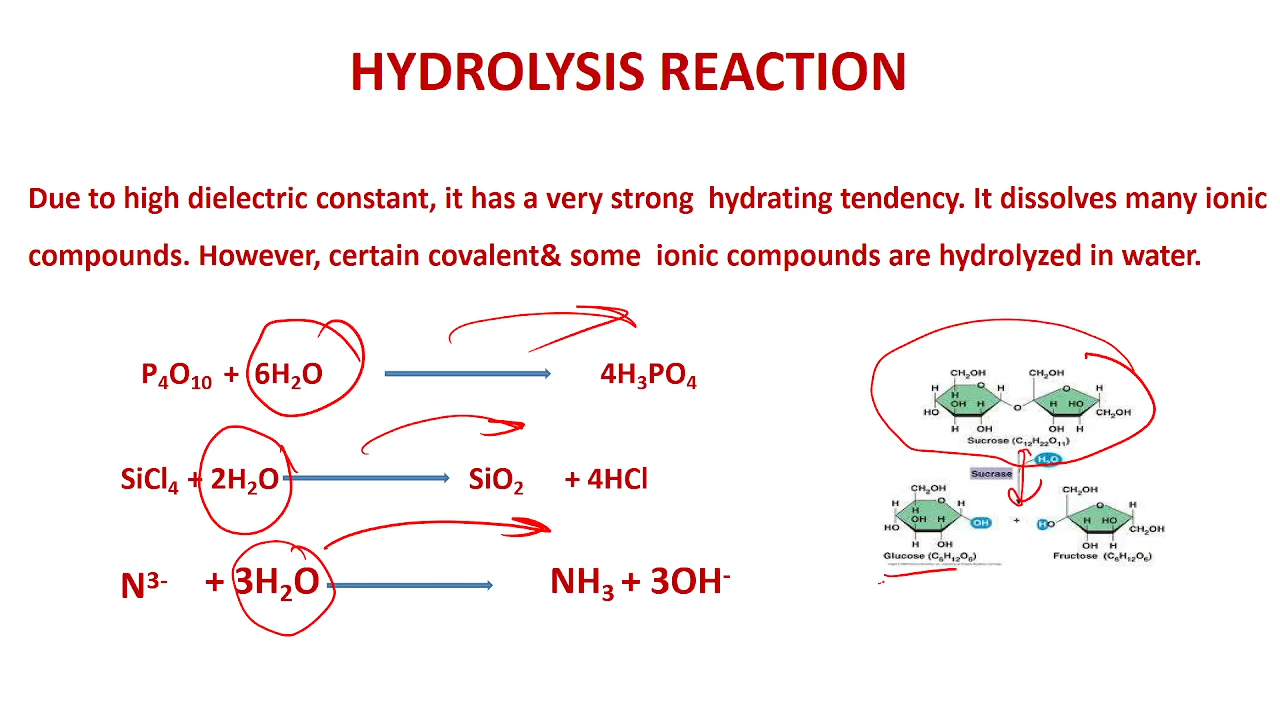 HYDROLYSIS REACTION
Due to high dielectric constant, it has a very strong hydrating tendency. It dissolves many ionic
compounds. However, certain covalent& some ionic compounds are hydrolyzed in water.
P₄O₁₀ + 6H₂O 4H₃PO₄
SiCl₄ + 2H₂O SiO₂ + 4HCl
N³⁻ + 3H₂O NH₃ + 3OH⁻
CH₂OH CH₂OH
H O H O H
H
OH H H HO
HO O CH₂OH
H OH OH H
Sucrose (C₁₂H₂₂O₁₁)
H₂O
Sucrase
CH₂OH CH₂OH
H O H O H
H
OH H + H HO
HO OH HO CH₂OH
H OH OH H
Glucose (C₆H₁₂O₆) Fructose (C₆H₁₂O₆)